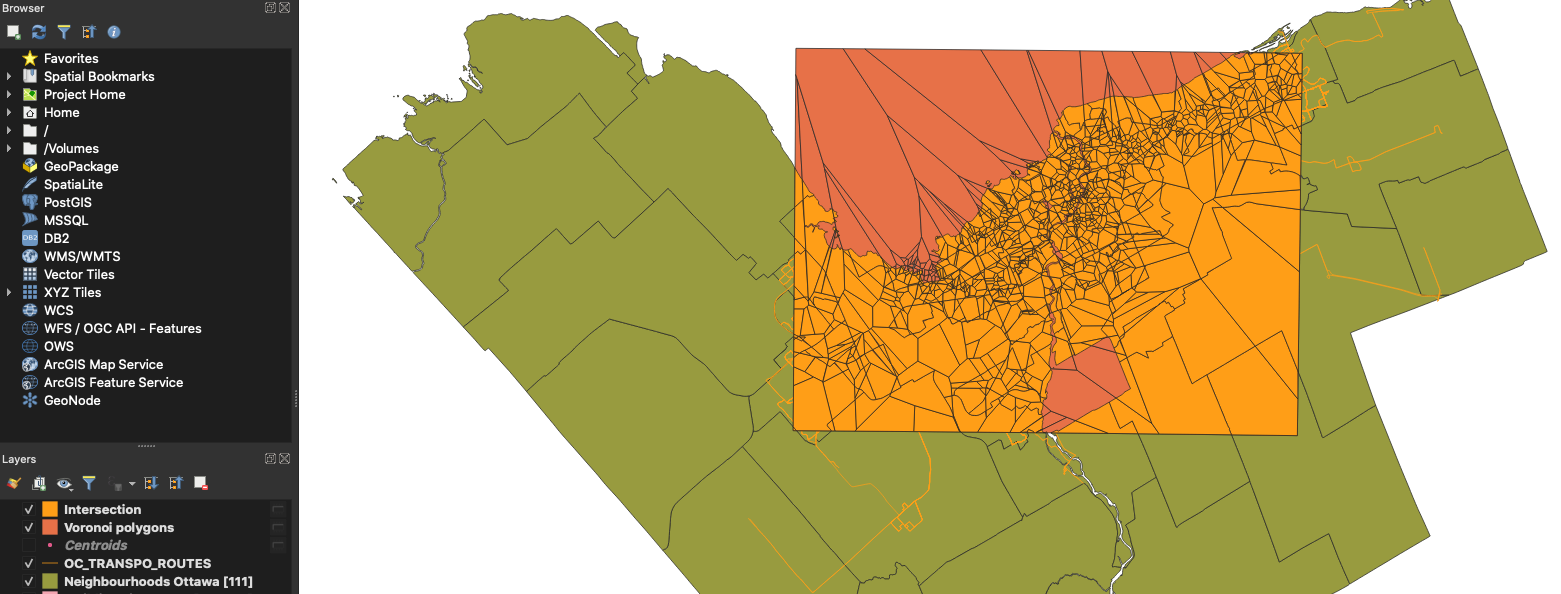 Browser
Favorites
Spatial Bookmarks
Project Home
Home
/
/Volumes
GeoPackage
SpatiaLite
PostGIS
MSSQL
DB2
DB2
WMS/WMTS
Vector Tiles
XYZ Tiles
WCS
WFS / OGC API - Features
OWS
ArcGIS Map Service
ArcGIS Feature Service
GeoNode
Layers
Intersection
Voronoi polygons
Centroids
OC_TRANSPO_ROUTES
Neighbourhoods Ottawa [111]